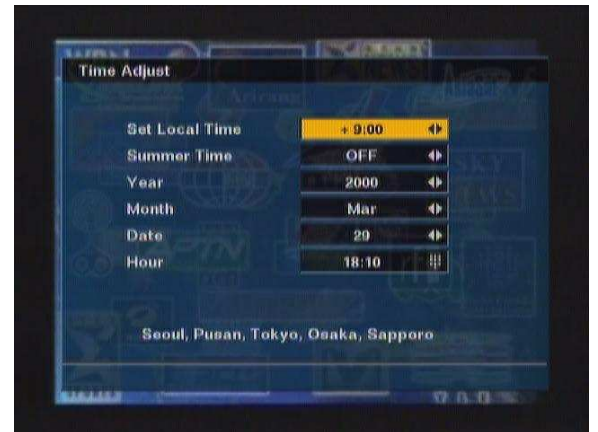 Time Adjust
Arirang
Set Local Time + 9:00
Summer Time OFF
Year 2000
Month Mar
Date 29
Hour 18:10
Seoul, Pusan, Tokyo, Osaka, Sapporo